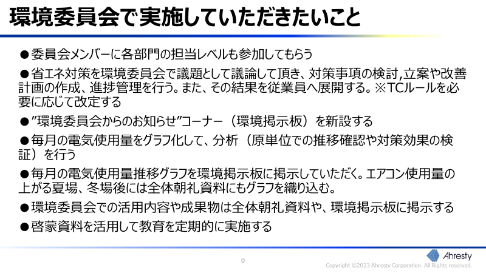 環境委員会で実施していただきたいこと
●委員会メンバーに各部門の担当レベルも参加してもらう
●省エネ対策を環境委員会で議題として議論して頂き、対策事項の検討,立案や改善
計画の作成、進捗管理を行う。また、その結果を従業員へ展開する。※TCルールを必
要に応じて改定する
●”環境委員会からのお知らせ”コーナー（環境掲示板）を新設する
●毎月の電気使用量をグラフ化して、分析（原単位での推移確認や対策効果の検
証）を行う
●毎月の電気使用量推移グラフを環境掲示板に掲示していただく。エアコン使用量の
上がる夏場、冬場後には全体朝礼資料にもグラフを織り込む。
●環境委員会での活用内容や成果物は全体朝礼資料や、環境掲示板に掲示する
●啓蒙資料を活用して教育を定期的に実施する
9
Ahresty
Copyright ©2023 Ahresty Corporation. All Rights reserved.